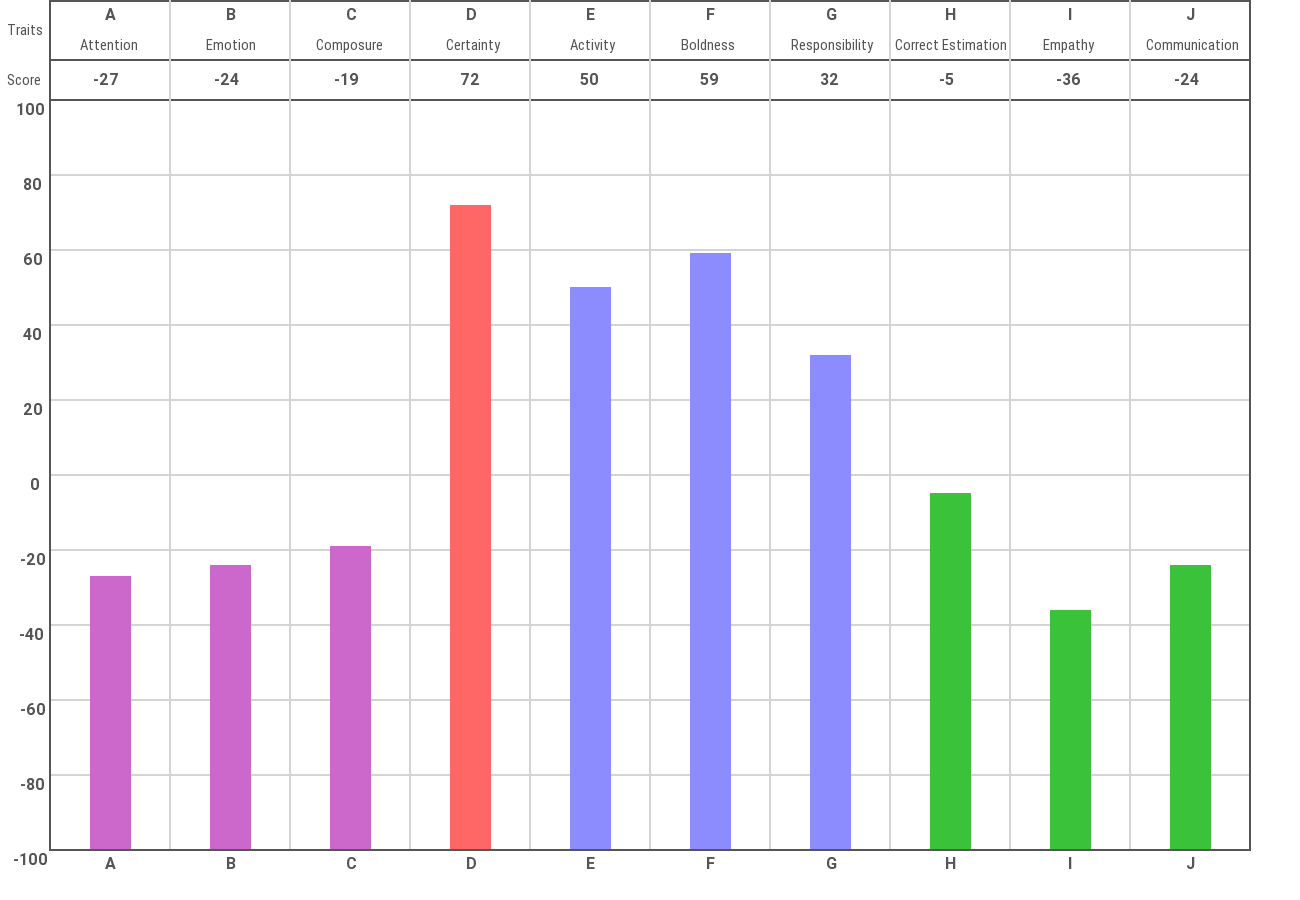 A B C D E F G H I J
Traits
Attention Emotion Composure Certainty Activity Boldness Responsibility Correct Estimation Empathy Communication
Score -27 -24 -19 72 50 59 32 -5 -36 -24
100
80
60
40
20
0
-20
-40
-60
-80
-100
A B C D E F G H I J